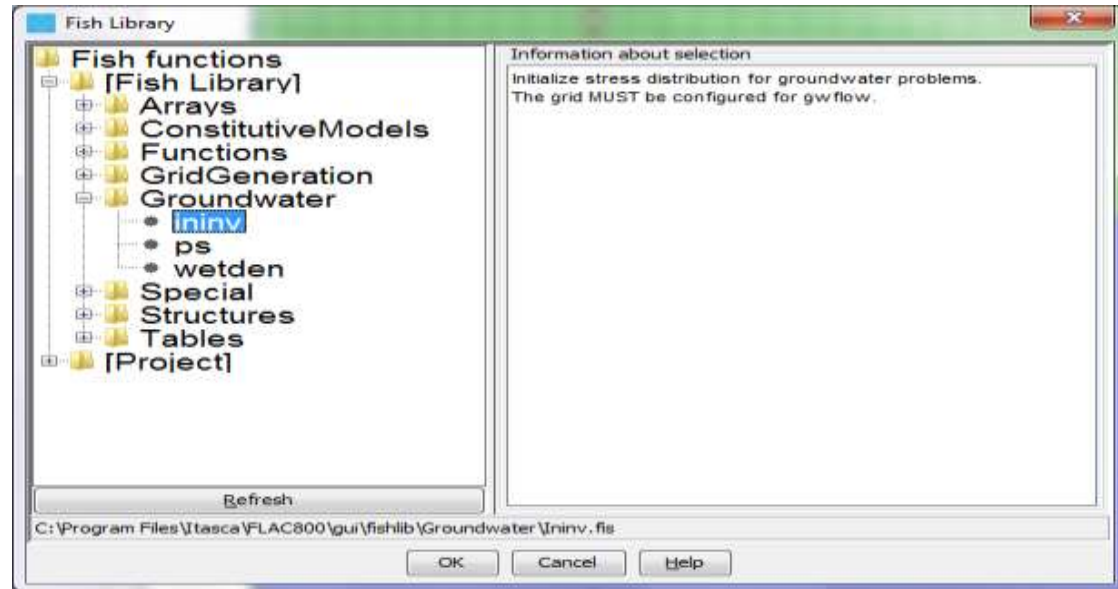 Fish Library
Fish functions
[Fish Library]
Arrays
ConstitutiveModels
Functions
GridGeneration
Groundwater
ininv
ps
wetden
Special
Structures
Tables
[Project]
Refresh
Information about selection
Initialize stress distribution for groundwater problems.
The grid MUST be configured for gwflow.
C:\Program Files\Itasca\FLAC800\gui\fishlib\Groundwater\Ininv.fis
OK Cancel Help